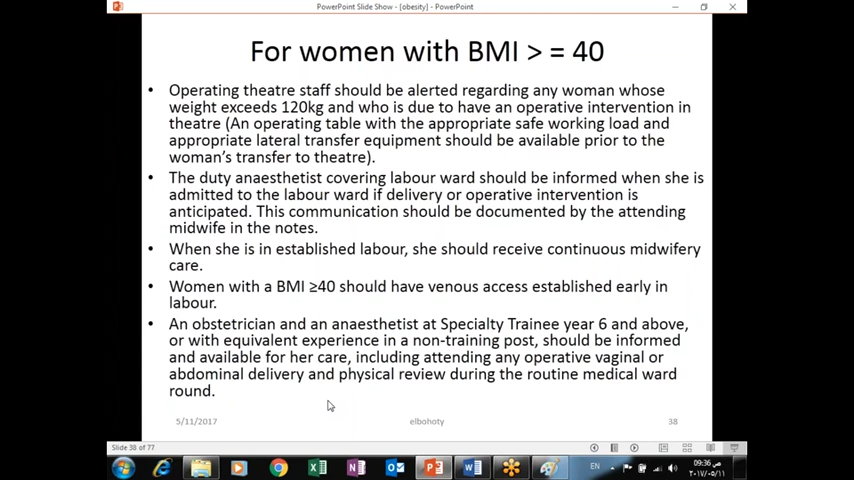 PowerPoint Slide Show - [obesity] - PowerPoint
For women with BMI > = 40
• Operating theatre staff should be alerted regarding any woman whose
weight exceeds 120kg and who is due to have an operative intervention in
theatre (An operating table with the appropriate safe working load and
appropriate lateral transfer equipment should be available prior to the
woman's transfer to theatre).
• The duty anaesthetist covering labour ward should be informed when she is
admitted to the labour ward if delivery or operative intervention is
anticipated. This communication should be documented by the attending
midwife in the notes.
• When she is in established labour, she should receive continuous midwifery
care.
• Women with a BMI ≥40 should have venous access established early in
labour.
• An obstetrician and an anaesthetist at Specialty Trainee year 6 and above,
or with equivalent experience in a non-training post, should be informed
and available for her care, including attending any operative vaginal or
abdominal delivery and physical review during the routine medical ward
round.
5/11/2017 elbohoty 38
Slide 38 of 77
EN 09:36 ص
٢٠١٧/٠٥/١١